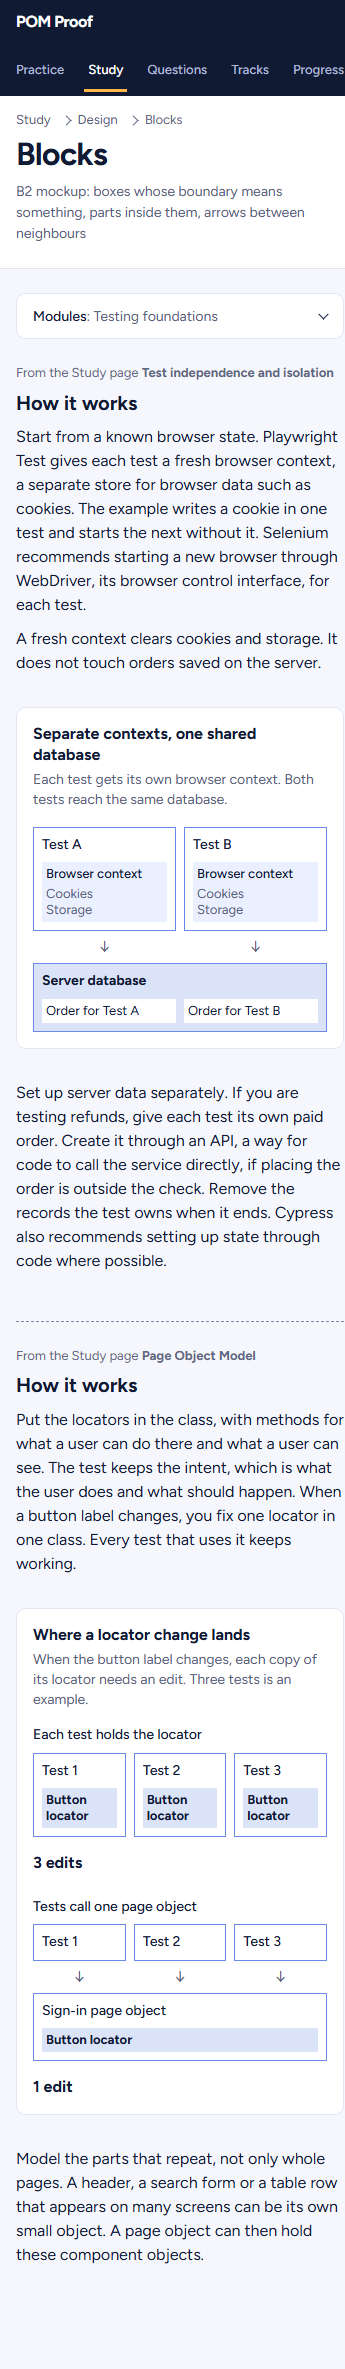 POM Proof
Practice Study Questions Tracks Progress
Study Design Blocks
Blocks
B2 mockup: boxes whose boundary means
something, parts inside them, arrows between
neighbours
Modules: Testing foundations
From the Study page Test independence and isolation
How it works
Start from a known browser state. Playwright
Test gives each test a fresh browser context,
a separate store for browser data such as
cookies. The example writes a cookie in one
test and starts the next without it. Selenium
recommends starting a new browser through
WebDriver, its browser control interface, for
each test.
A fresh context clears cookies and storage. It
does not touch orders saved on the server.
Separate contexts, one shared
database
Each test gets its own browser context. Both
tests reach the same database.
Test A Test B
Browser context Browser context
Cookies Cookies
Storage Storage
↓ ↓
Server database
Order for Test A Order for Test B
Set up server data separately. If you are
testing refunds, give each test its own paid
order. Create it through an API, a way for
code to call the service directly, if placing the
order is outside the check. Remove the
records the test owns when it ends. Cypress
also recommends setting up state through
code where possible.
From the Study page Page Object Model
How it works
Put the locators in the class, with methods for
what a user can do there and what a user can
see. The test keeps the intent, which is what
the user does and what should happen. When
a button label changes, you fix one locator in
one class. Every test that uses it keeps
working.
Where a locator change lands
When the button label changes, each copy of
its locator needs an edit. Three tests is an
example.
Each test holds the locator
Test 1 Test 2 Test 3
Button Button Button
locator locator locator
3 edits
Tests call one page object
Test 1 Test 2 Test 3
↓ ↓ ↓
Sign-in page object
Button locator
1 edit
Model the parts that repeat, not only whole
pages. A header, a search form or a table row
that appears on many screens can be its own
small object. A page object can then hold
these component objects.